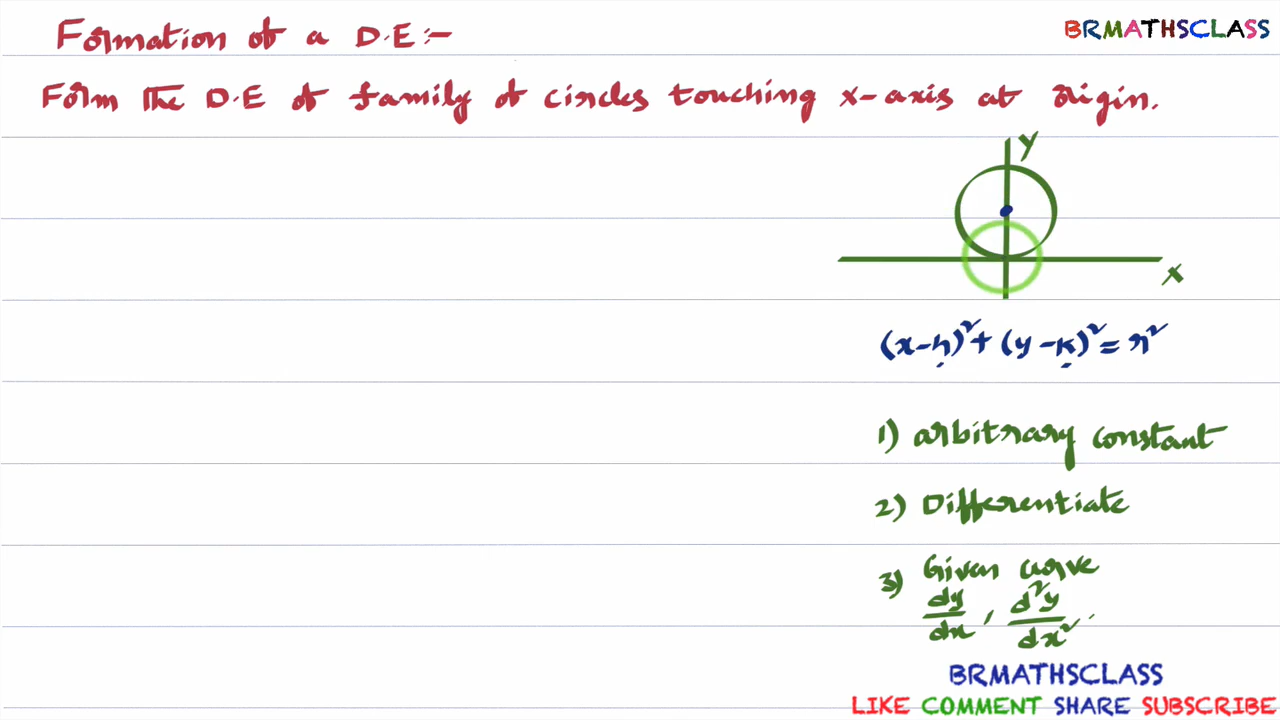 Formation of a D.E:-
BRMATHSCLASS
Form the D.E of family of circles touching x-axis at origin.
y
x
(x-h)²+(y-k)²=r²
1) arbitrary constant
2) Differentiate
3) Given curve
dy/dx, d²y/dx².
BRMATHSCLASS
LIKE COMMENT SHARE SUBSCRIBE